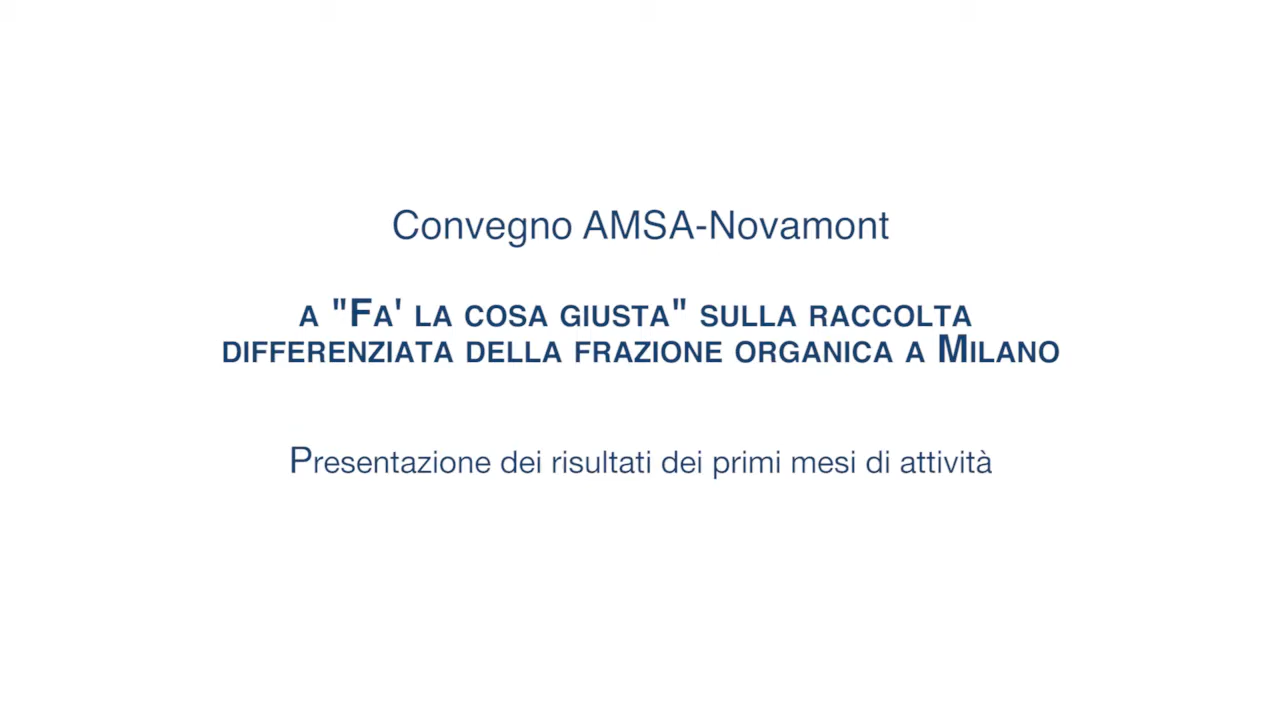 Convegno AMSA-Novamont
A "FA' LA COSA GIUSTA" SULLA RACCOLTA
DIFFERENZIATA DELLA FRAZIONE ORGANICA A MILANO
Presentazione dei risultati dei primi mesi di attività